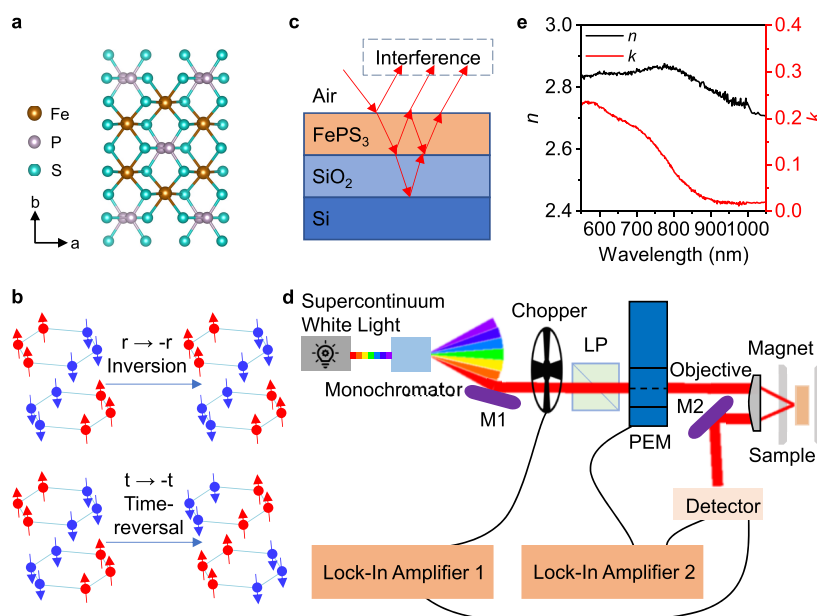 a
Fe
P
S
b
a
b
r → -r
Inversion
t → -t
Time-
reversal
c
Interference
Air
FePS₃
SiO₂
Si
d
Supercontinuum
White Light
Monochromator
M1
Chopper
LP
PEM
Objective
M2
Magnet
Sample
Detector
Lock-In Amplifier 1
Lock-In Amplifier 2
e
3.0
2.8
2.6
2.4
n
n
k
0.4
0.3
0.2
0.1
0.0
k
600 700 800 900 1000
Wavelength (nm)